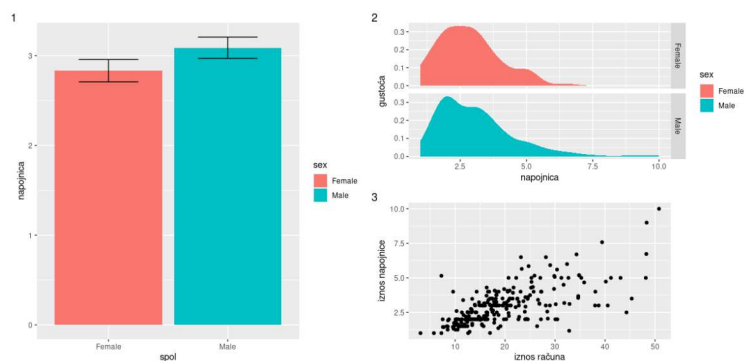 1
napojnica
3
2
1
0
Female
Male
spol
sex
Female
Male
2
gustoća
0.3
0.2
0.1
0.0
Female
0.3
0.2
0.1
0.0
Male
2.5
5.0
7.5
10.0
napojnica
sex
Female
Male
3
iznos napojnice
10.0
7.5
5.0
2.5
10
20
30
40
50
iznos računa